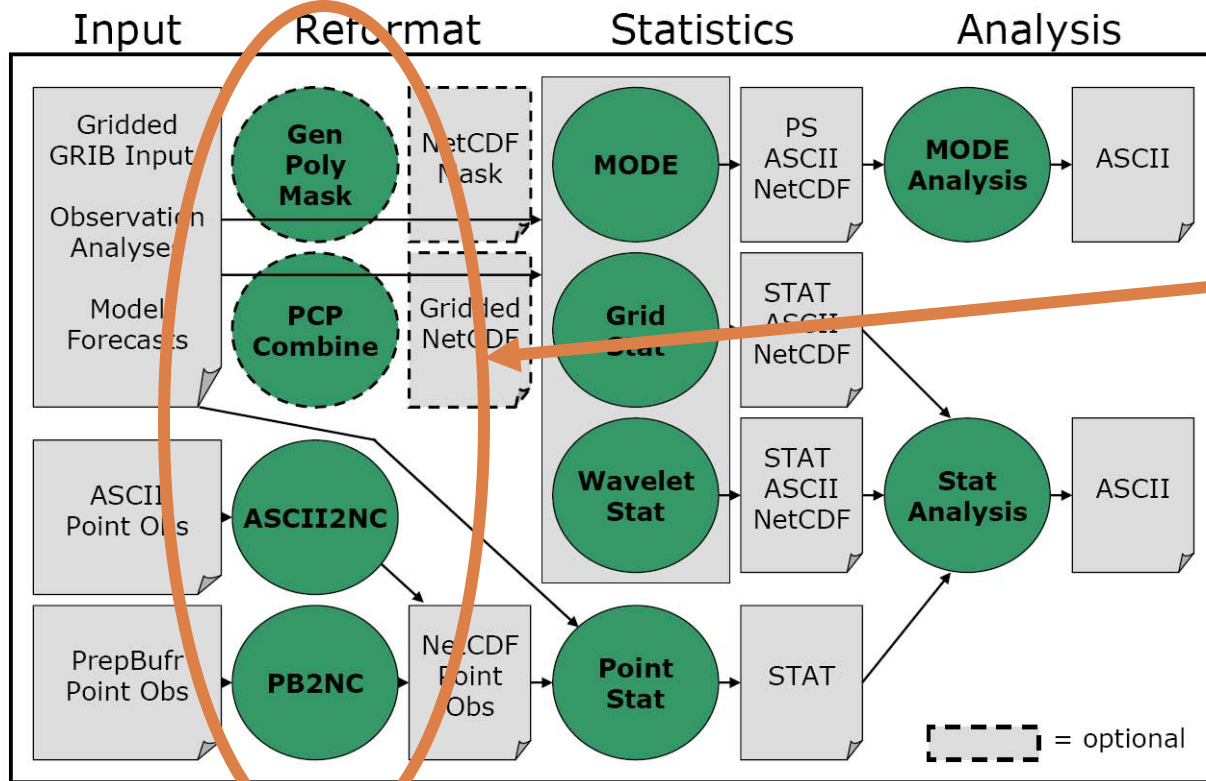 Input
Reformat
Statistics
Analysis
Gridded
GRIB Input
Observation
Analyses
Model
Forecasts
Gen
Poly
Mask
NetCDF
Mask
MODE
PS
ASCII
NetCDF
MODE
Analysis
ASCII
PCP
Combine
Gridded
NetCDF
Grid
Stat
STAT
ASCII
NetCDF
ASCII
Point Obs
ASCII2NC
Wavelet
Stat
STAT
ASCII
NetCDF
Stat
Analysis
ASCII
PrepBufr
Point Obs
PB2NC
NetCDF
Point
Obs
Point
Stat
STAT
= optional